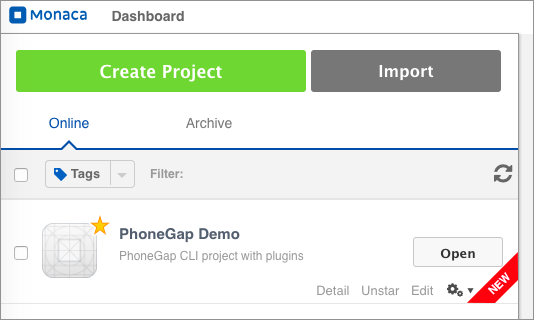 Monaca Dashboard
Create Project Import
Online Archive
Tags Filter:
PhoneGap Demo
PhoneGap CLI project with plugins
Open
Detail Unstar Edit
NEW